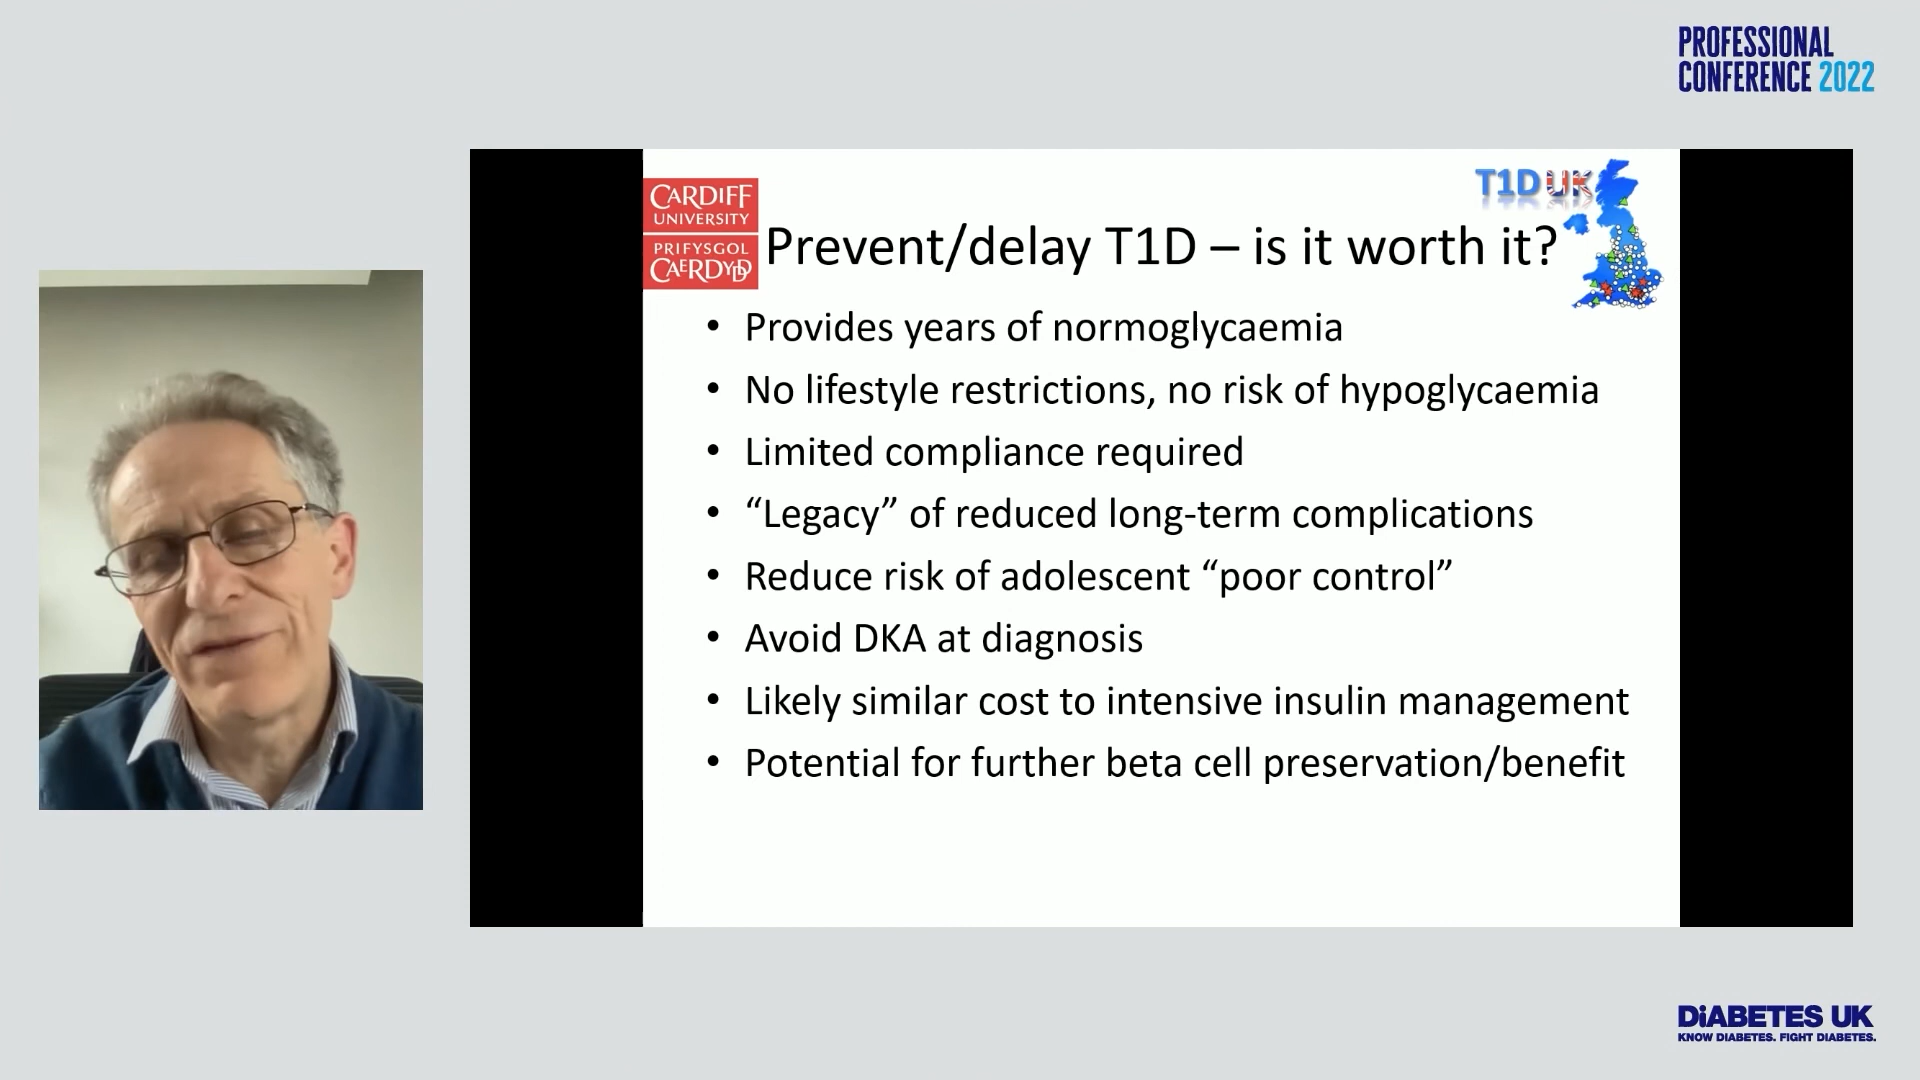 PROFESSIONAL
CONFERENCE 2022
CARDIFF
UNIVERSITY
PRIFYSGOL
CAERDYDD
T1D UK
Prevent/delay T1D – is it worth it?
• Provides years of normoglycaemia
• No lifestyle restrictions, no risk of hypoglycaemia
• Limited compliance required
• “Legacy” of reduced long-term complications
• Reduce risk of adolescent “poor control”
• Avoid DKA at diagnosis
• Likely similar cost to intensive insulin management
• Potential for further beta cell preservation/benefit
DiABETES UK
KNOW DIABETES. FIGHT DIABETES.